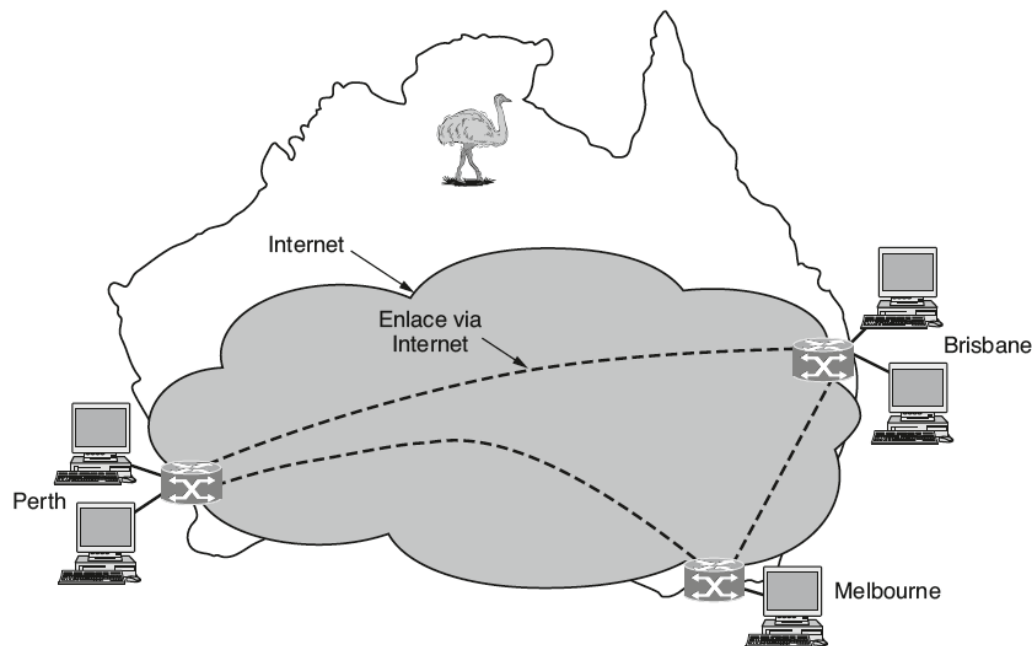 Internet
Enlace via
Internet
Brisbane
Perth
Melbourne